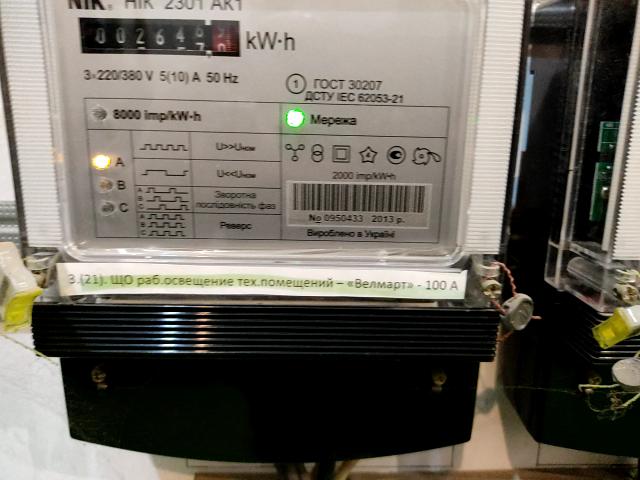 NIK® НІК 2301 АК1
kW·h
3×220/380 V 5(10) A 50 Hz
1 ГОСТ 30207
ДСТУ IEC 62053-21
8000 imp/kW·h
Мережа
A
U>>Uном
B
U<<Uном
C
A B C
Зворотна
послідовність фаз
A B C
Реверс
2000 imp/kW·h
No 0950433 2013 р.
Вироблено в Україні
3.(21). ЩО раб.освещение тех.помещений – «Велмарт» - 100 А